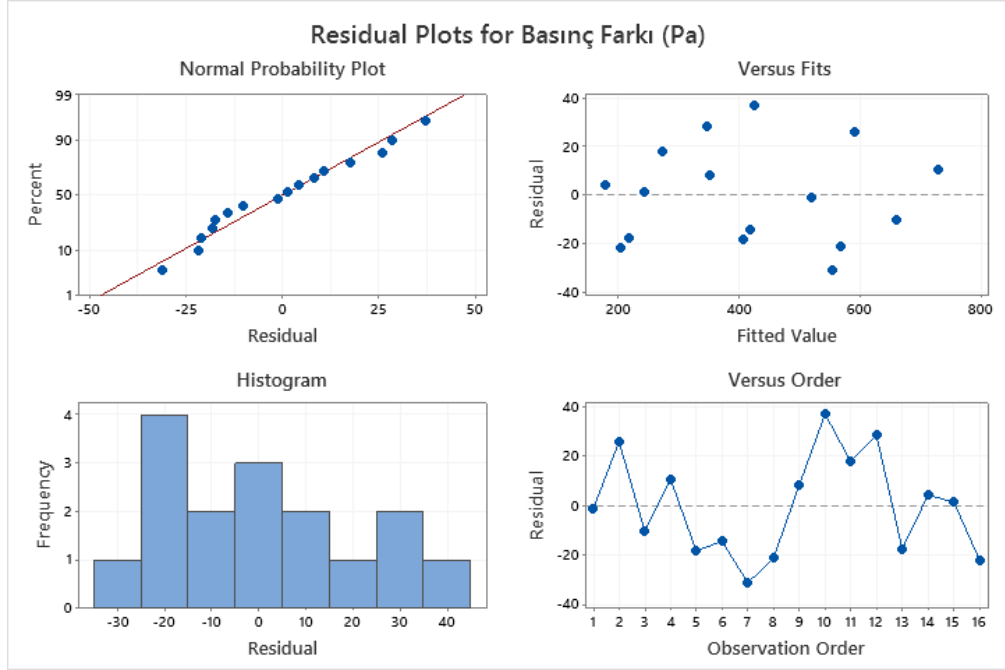 Residual Plots for Basınç Farkı (Pa)
Normal Probability Plot
99
90
50
10
1
Percent
-50 -25 0 25 50
Residual
Versus Fits
40
20
0
-20
-40
Residual
200 400 600 800
Fitted Value
Histogram
4
3
2
1
0
Frequency
-30 -20 -10 0 10 20 30 40
Residual
Versus Order
40
20
0
-20
-40
Residual
1 2 3 4 5 6 7 8 9 10 11 12 13 14 15 16
Observation Order